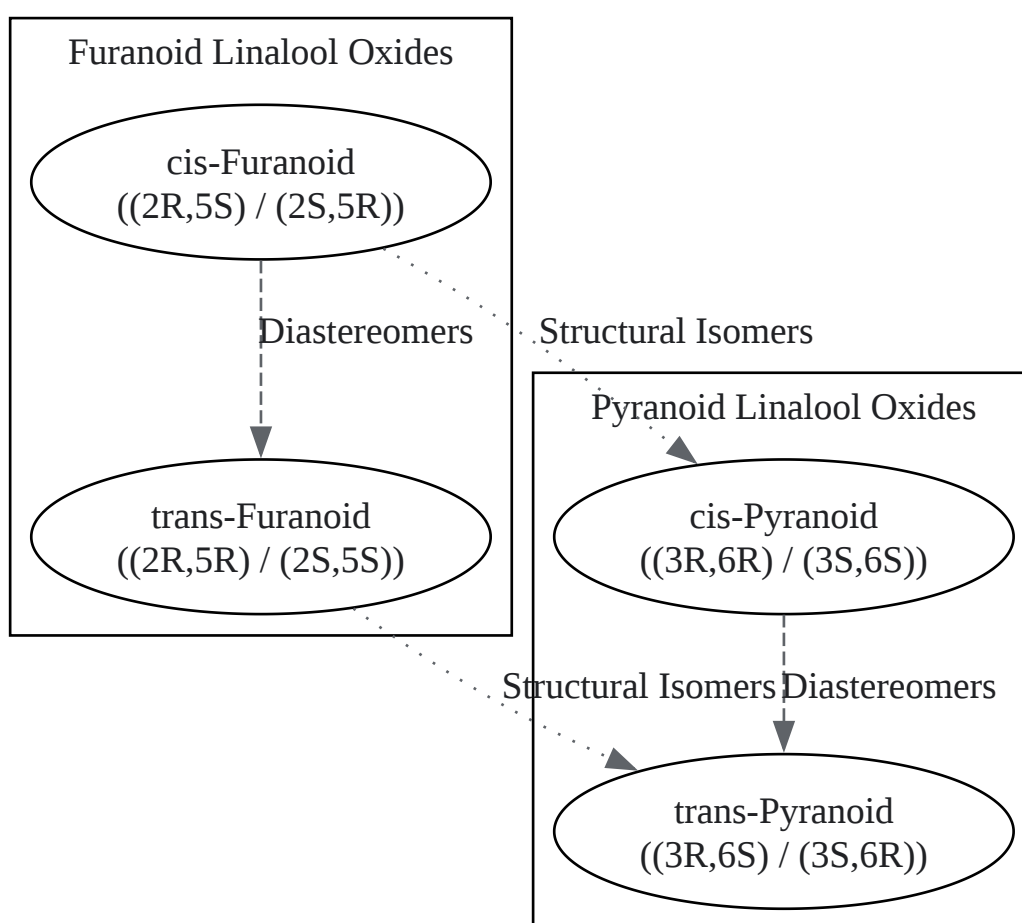 Furanoid Linalool Oxides
cis-Furanoid
((2R,5S) / (2S,5R))
Diastereomers
Structural Isomers
Pyranoid Linalool Oxides
trans-Furanoid
((2R,5R) / (2S,5S))
cis-Pyranoid
((3R,6R) / (3S,6S))
Structural Isomers
Diastereomers
trans-Pyranoid
((3R,6S) / (3S,6R))